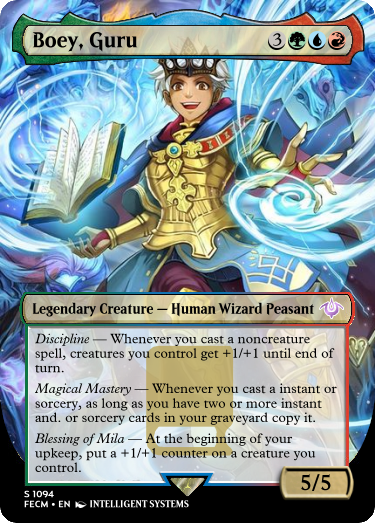 Boey, Guru 3
Legendary Creature — Human Wizard Peasant
Discipline — Whenever you cast a noncreature
spell, creatures you control get +1/+1 until end of
turn.
Magical Mastery — Whenever you cast a instant or
sorcery, as long as you have two or more instant
and. or sorcery cards in your graveyard copy it.
Blessing of Mila — At the beginning of your
upkeep, put a +1/+1 counter on a creature you
control.
5/5
S 1094
FECM • EN INTELLIGENT SYSTEMS